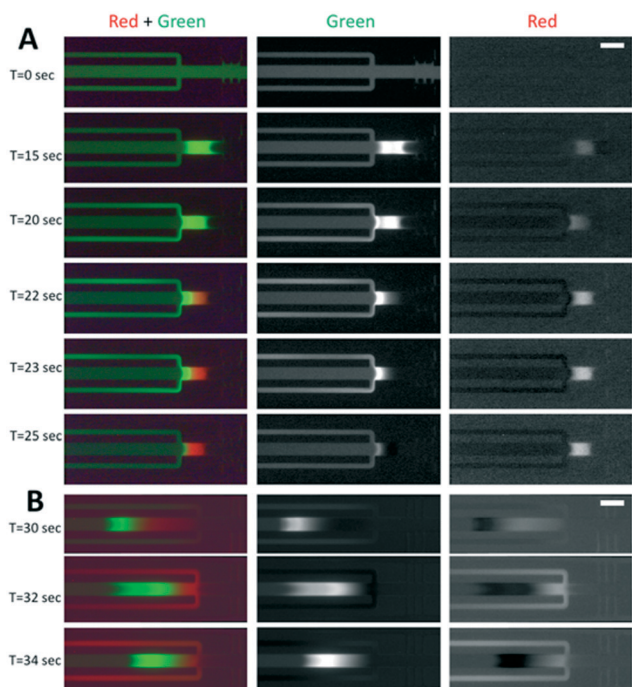 Red + Green Green Red
A
T=0 sec
T=15 sec
T=20 sec
T=22 sec
T=23 sec
T=25 sec
B
T=30 sec
T=32 sec
T=34 sec